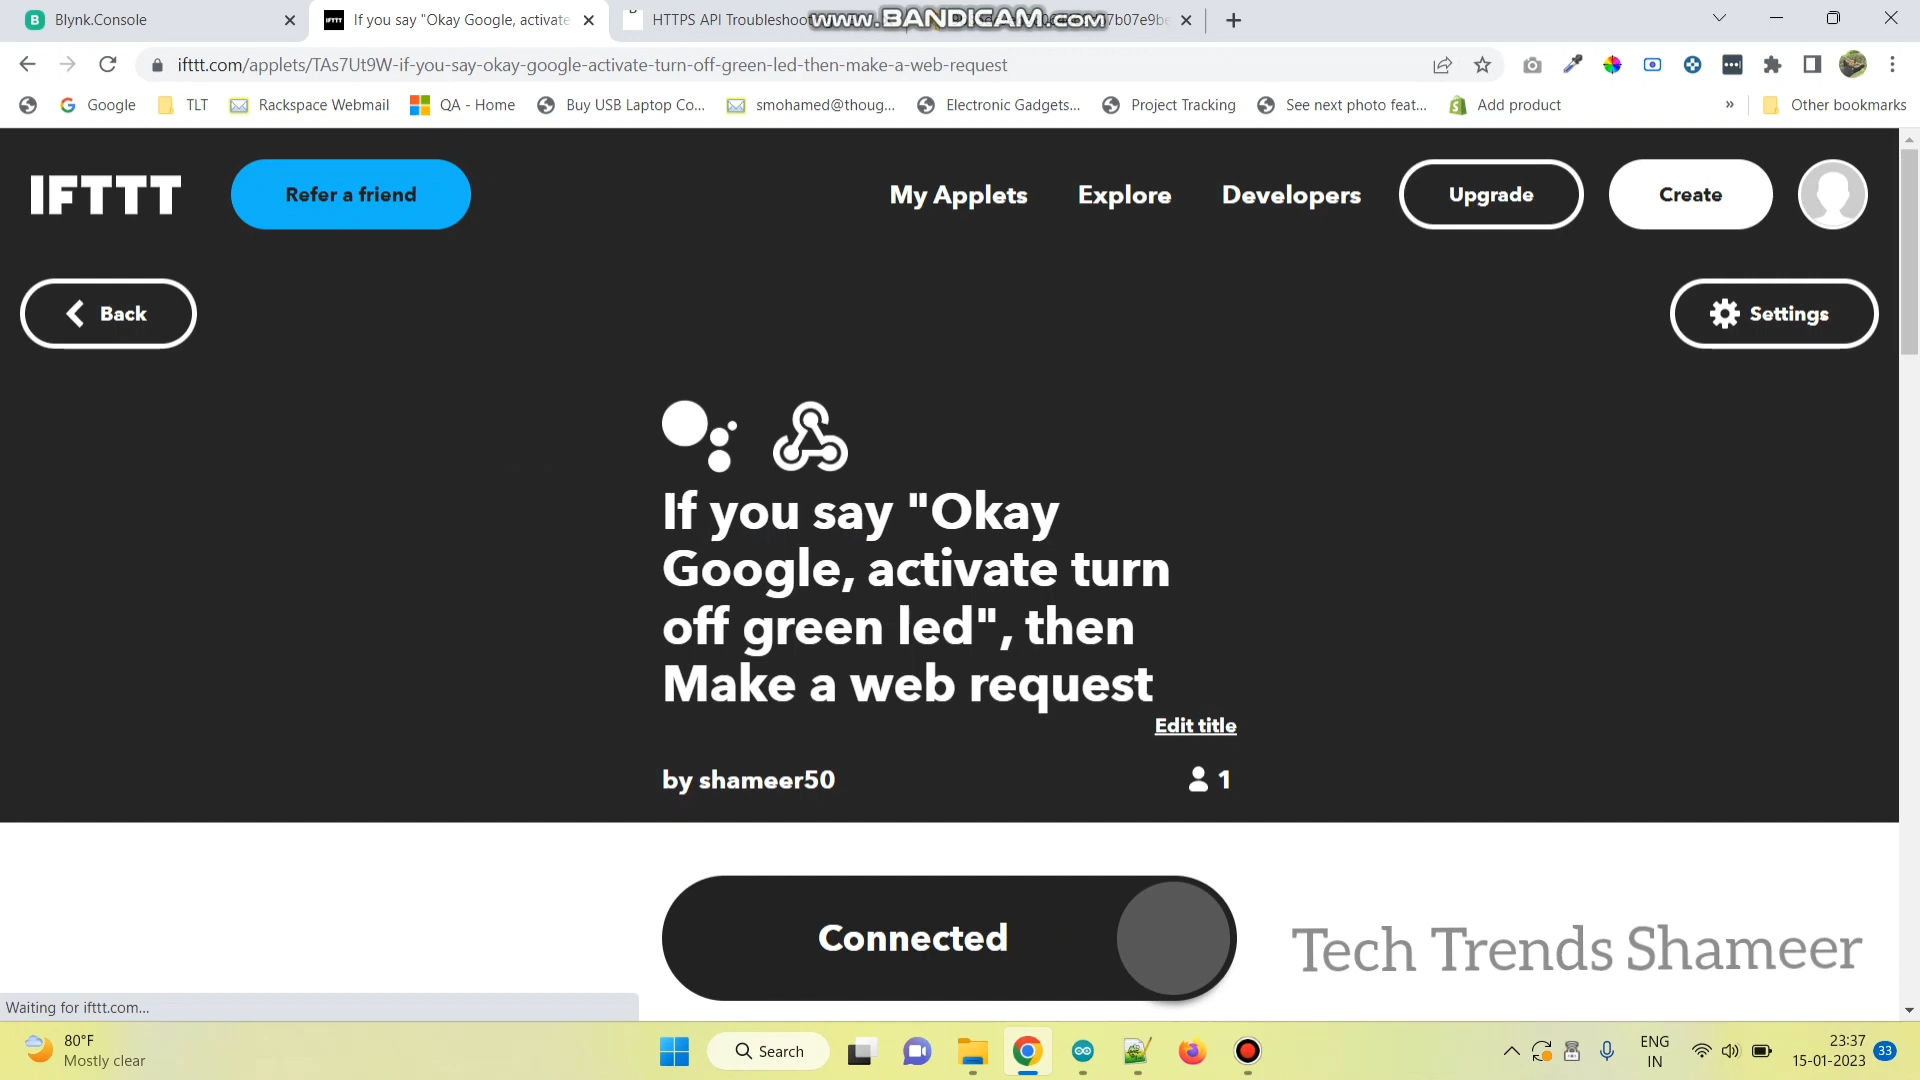 Blynk.Console
If you say "Okay Google, activate
HTTPS API Troubleshoo
www.BANDICAM.com
7b07e9b
ifttt.com/applets/TAs7Ut9W-if-you-say-okay-google-activate-turn-off-green-led-then-make-a-web-request
Google
TLT
Rackspace Webmail
QA - Home
Buy USB Laptop Co...
smohamed@thoug...
Electronic Gadgets...
Project Tracking
See next photo feat...
Add product
»
Other bookmarks
IFTTT
Refer a friend
My Applets
Explore
Developers
Upgrade
Create
Back
Settings
If you say "Okay
Google, activate turn
off green led", then
Make a web request
Edit title
by shameer50
1
Connected
Tech Trends Shameer
Waiting for ifttt.com...
80°F
Mostly clear
Search
ENG
IN
23:37
15-01-2023
33